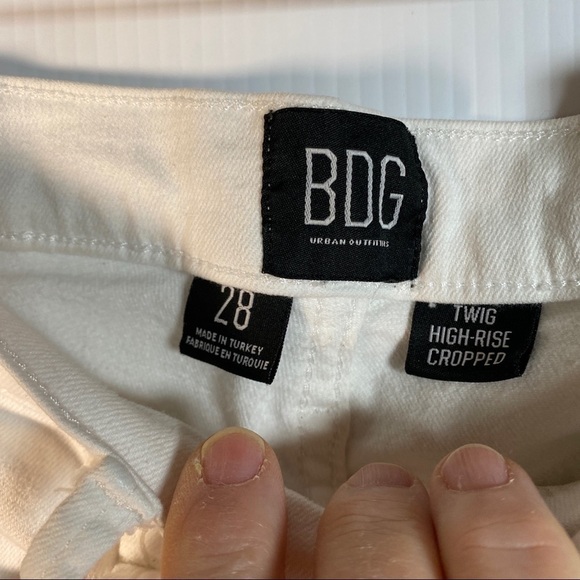 BDG
URBAN OUTFITTERS
28
MADE IN TURKEY
FABRIQUE EN TURQUIE
TWIG
HIGH-RISE
CROPPED